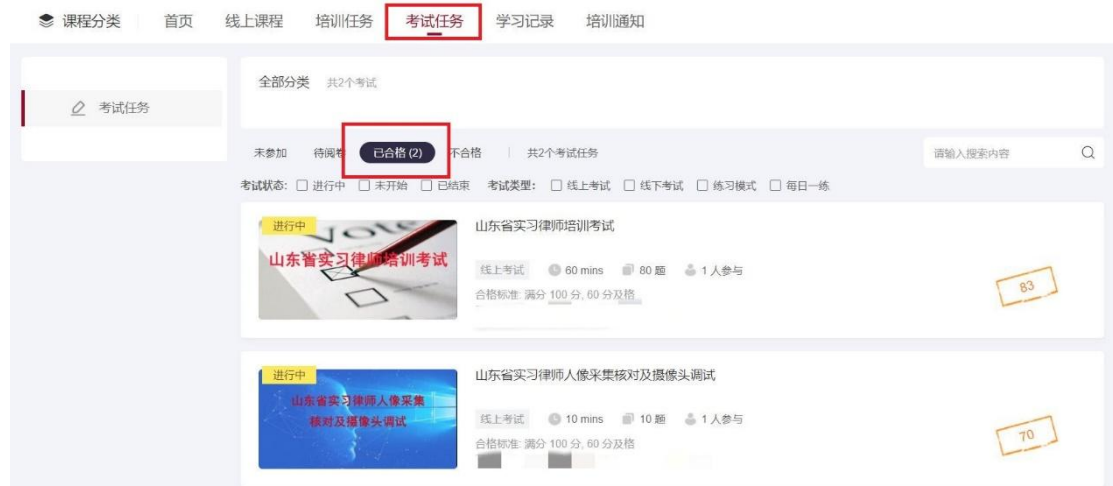 课程分类 首页 线上课程 培训任务 考试任务 学习记录 培训通知
考试任务
全部分类 共2个考试
未参加 待阅卷 已合格 (2) 不合格 共2个考试任务 请输入搜索内容
考试状态: 进行中 未开始 已结束 考试类型: 线上考试 线下考试 练习模式 每日一练
进行中
Vote
山东省实习律师培训考试
山东省实习律师培训考试
线上考试 60 mins 80 题 1 人参与
合格标准: 满分 100 分, 60 分及格
83
进行中
山东省实习律师人像采集
核对及摄像头调试
山东省实习律师人像采集核对及摄像头调试
线上考试 10 mins 10 题 1 人参与
合格标准: 满分 100 分, 60 分及格
70